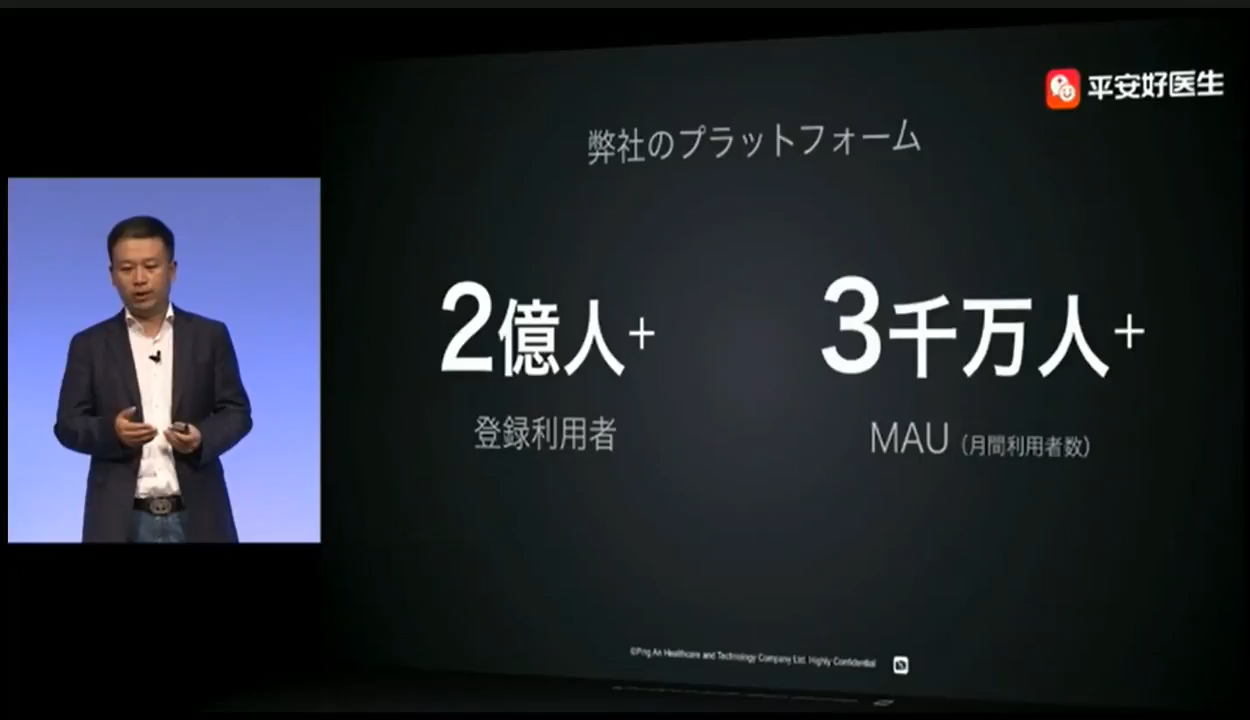 平安好医生
弊社のプラットフォーム
2億人+
3千万人+
登録利用者
MAU（月間利用者数）
©Ping An Healthcare and Technology Company Ltd. Highly Confidential